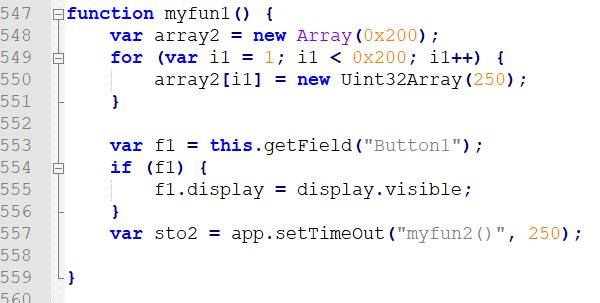 547 function myfun1() {
548 var array2 = new Array(0x200);
549 for (var i1 = 1; i1 < 0x200; i1++) {
550 array2[i1] = new Uint32Array(250);
551 }
552
553 var f1 = this.getField("Button1");
554 if (f1) {
555 f1.display = display.visible;
556 }
557 var sto2 = app.setTimeOut("myfun2()", 250);
558
559 }
560